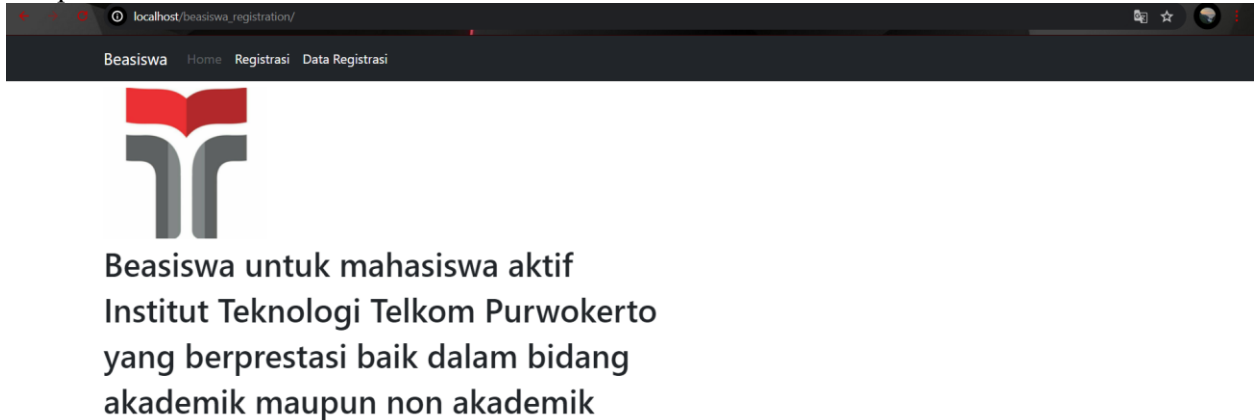 localhost/beasiswa_registration/
Beasiswa Home Registrasi Data Registrasi
Beasiswa untuk mahasiswa aktif
Institut Teknologi Telkom Purwokerto
yang berprestasi baik dalam bidang
akademik maupun non akademik